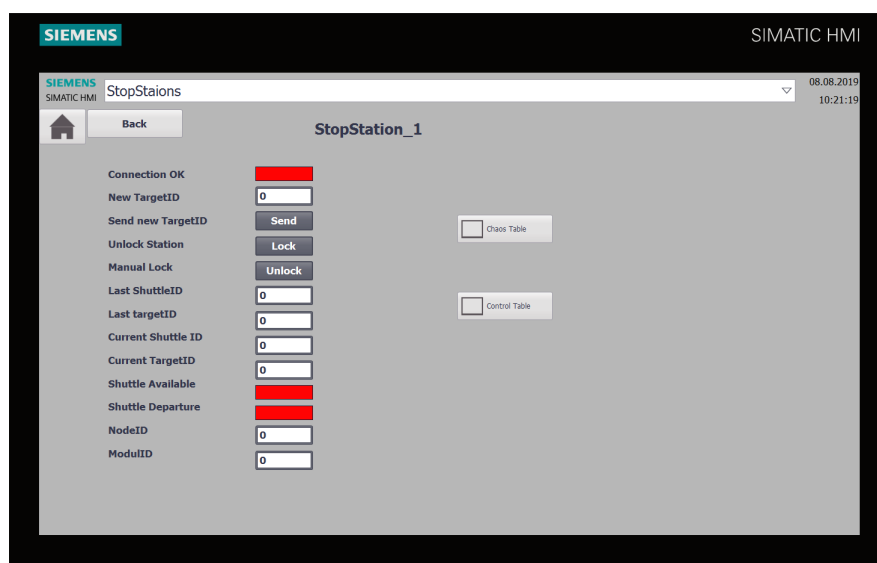 SIEMENS
SIMATIC HMI
SIEMENS
SIMATIC HMI
StopStaions
08.08.2019
10:21:19
Back
StopStation_1
Connection OK
New TargetID 0
Send new TargetID Send
Unlock Station Lock
Manual Lock Unlock
Last ShuttleID 0
Last targetID 0
Current Shuttle ID 0
Current TargetID 0
Shuttle Available
Shuttle Departure
NodeID 0
ModulID 0
Chaos Table
Control Table